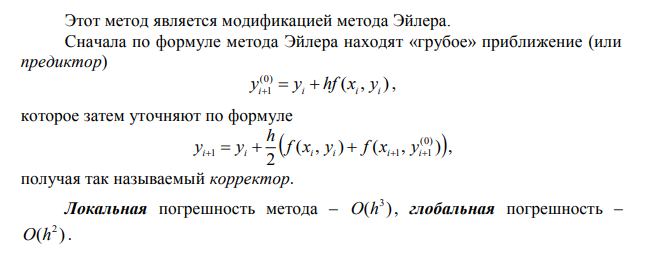 Этот метод является модификацией метода Эйлера.
Сначала по формуле метода Эйлера находят «грубое» приближение (или
предиктор)
y_{i+1}^{(0)} = y_i + hf(x_i, y_i),
которое затем уточняют по формуле
y_{i+1} = y_i + \frac{h}{2}(f(x_i, y_i) + f(x_{i+1}, y_{i+1}^{(0)})),
получая так называемый корректор.
Локальная погрешность метода – O(h^3), глобальная погрешность –
O(h^2).